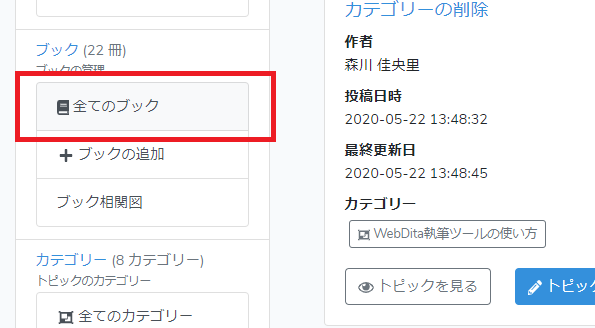 ブック (22 冊)
ブックの管理
全てのブック
ブックの追加
ブック相関図
カテゴリー (8 カテゴリー)
トピックのカテゴリー
全てのカテゴリー
カテゴリーの削除
作者
森川 佳央里
投稿日時
2020-05-22 13:48:32
最終更新日
2020-05-22 13:48:45
カテゴリー
WebDita執筆ツールの使い方
トピックを見る
トピック